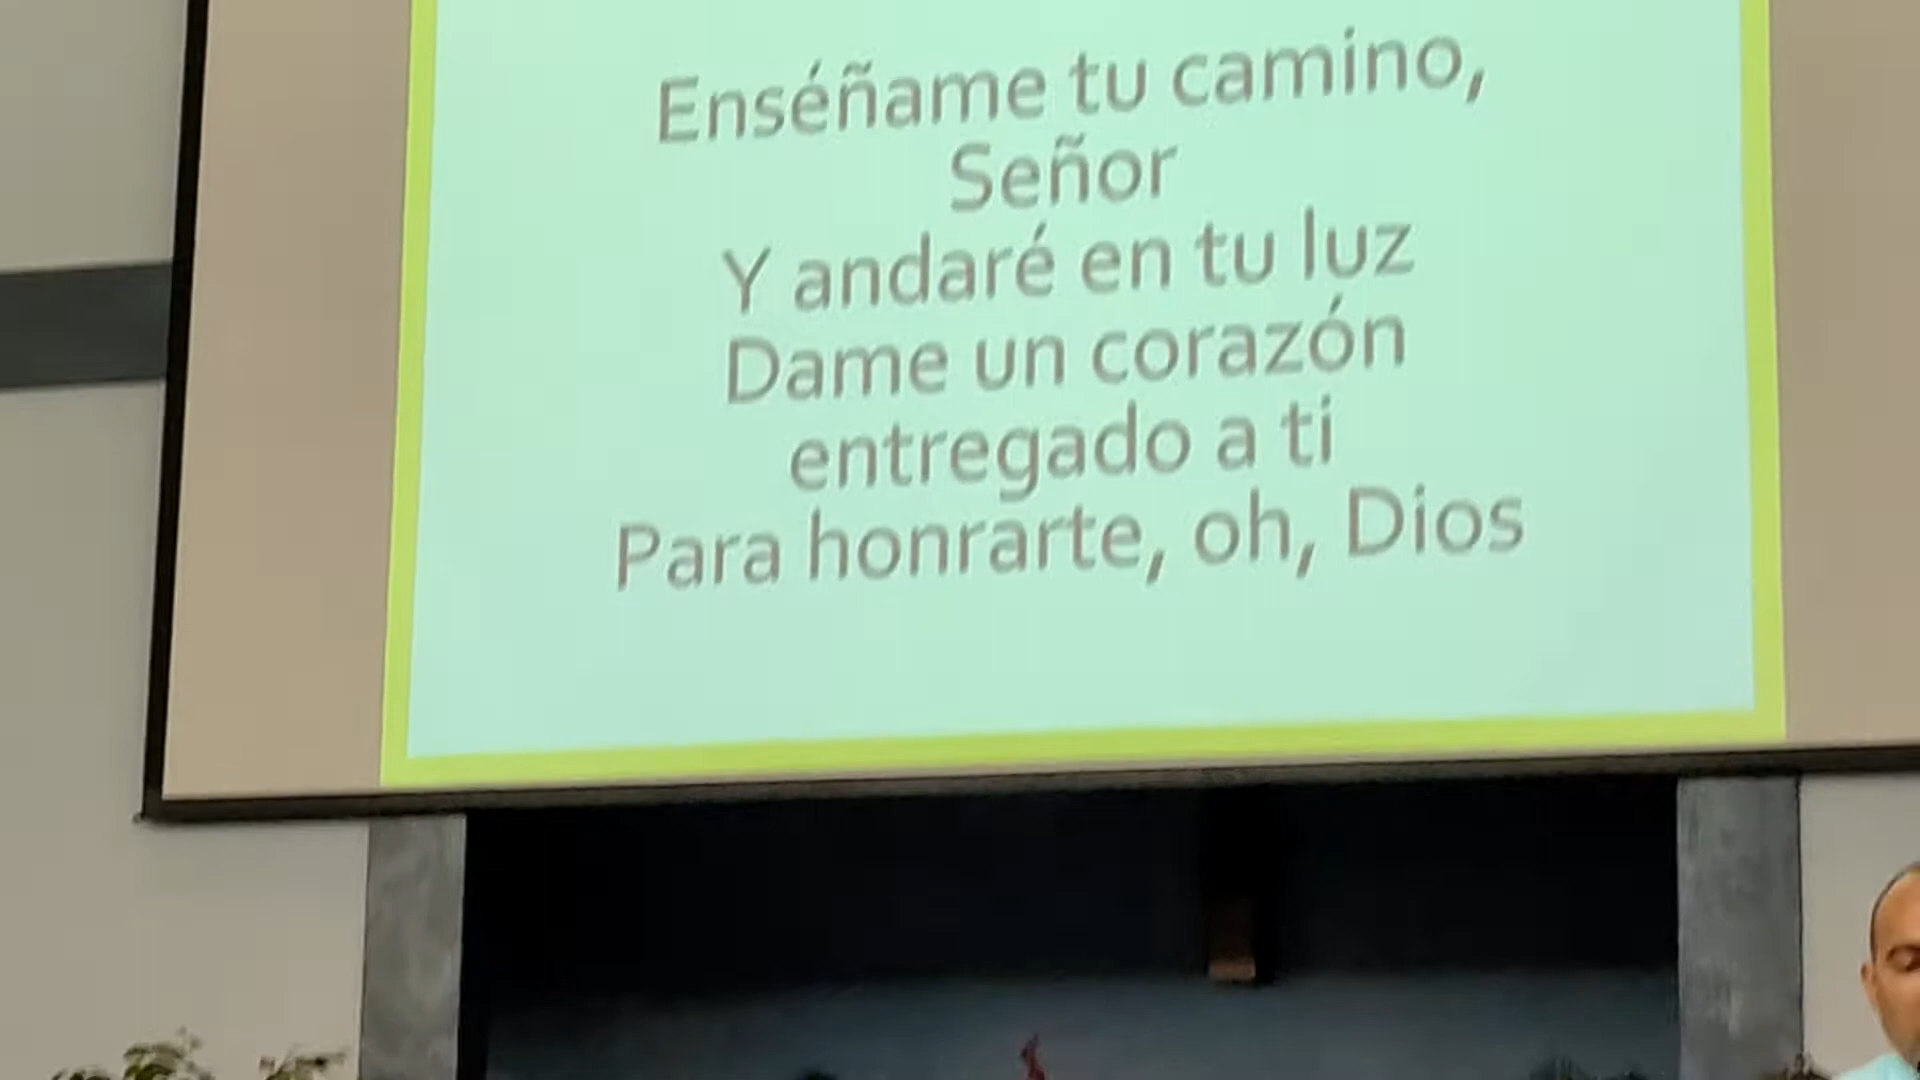 Enséñame tu camino,
Señor
Y andaré en tu luz
Dame un corazón
entregado a ti
Para honrarte, oh, Dios